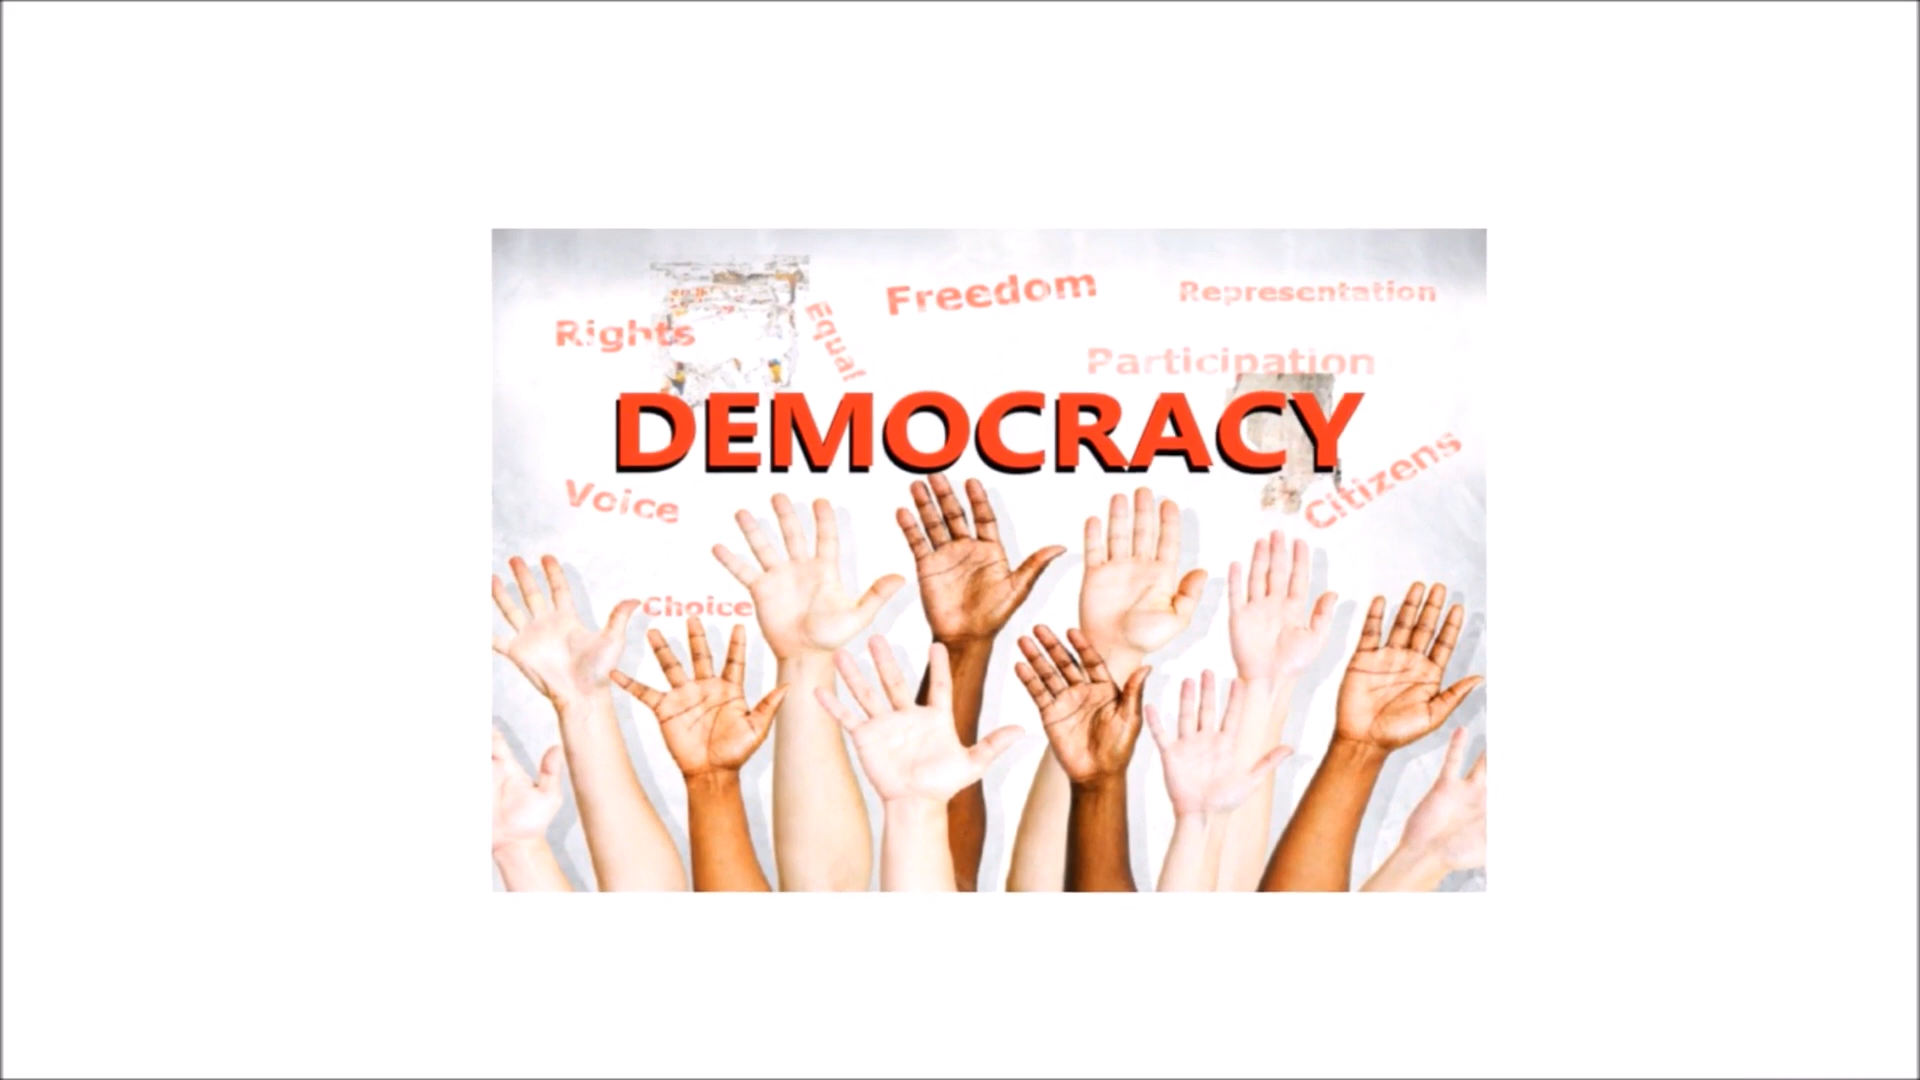 Freedom
Representation
Rights
Equal
Participation
DEMOCRACY
Citizens
Voice
Choice